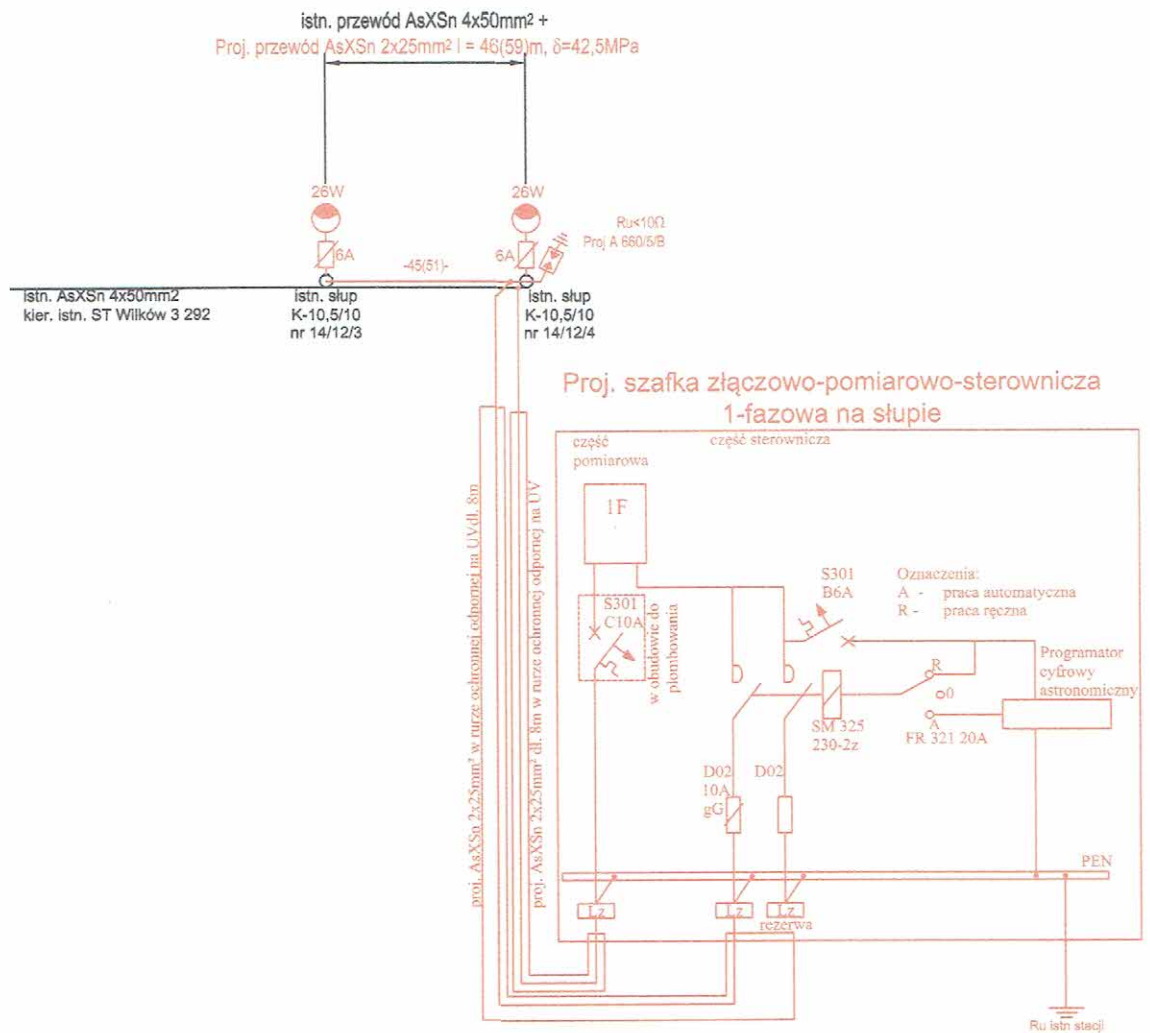 istn. przewód AsXSn 4x50mm² +
Proj. przewód AsXSn 2x25mm² l = 46(59)m, δ=42,5MPa
26W
26W
6A
6A
Ru<10Ω
Proj A 660/5/B
-45(51)-
istn. AsXSn 4x50mm2
kier. istn. ST Wilków 3 292
istn. słup
K-10,5/10
nr 14/12/3
istn. słup
K-10,5/10
nr 14/12/4
Proj. szafka złączowo-pomiarowo-sterownicza
1-fazowa na słupie
część
pomiarowa
część sterownicza
1F
S301
C10A
w obudowie do
plombowania
S301
B6A
Oznaczenia:
A - praca automatyczna
R - praca ręczna
Programator
cyfrowy
astronomiczny
R
0
A
FR 321 20A
SM 325
230-2z
D02
10A
gG
D02
PEN
Lz
Lz
Lz
rezerwa
proj. AsXSn 2x25mm² w rurze ochronnej odpornej na UVdł. 8m
proj. AsXSn 2x25mm² dł. 8m w rurze ochronnej odpornej na UV
Ru istn stacji